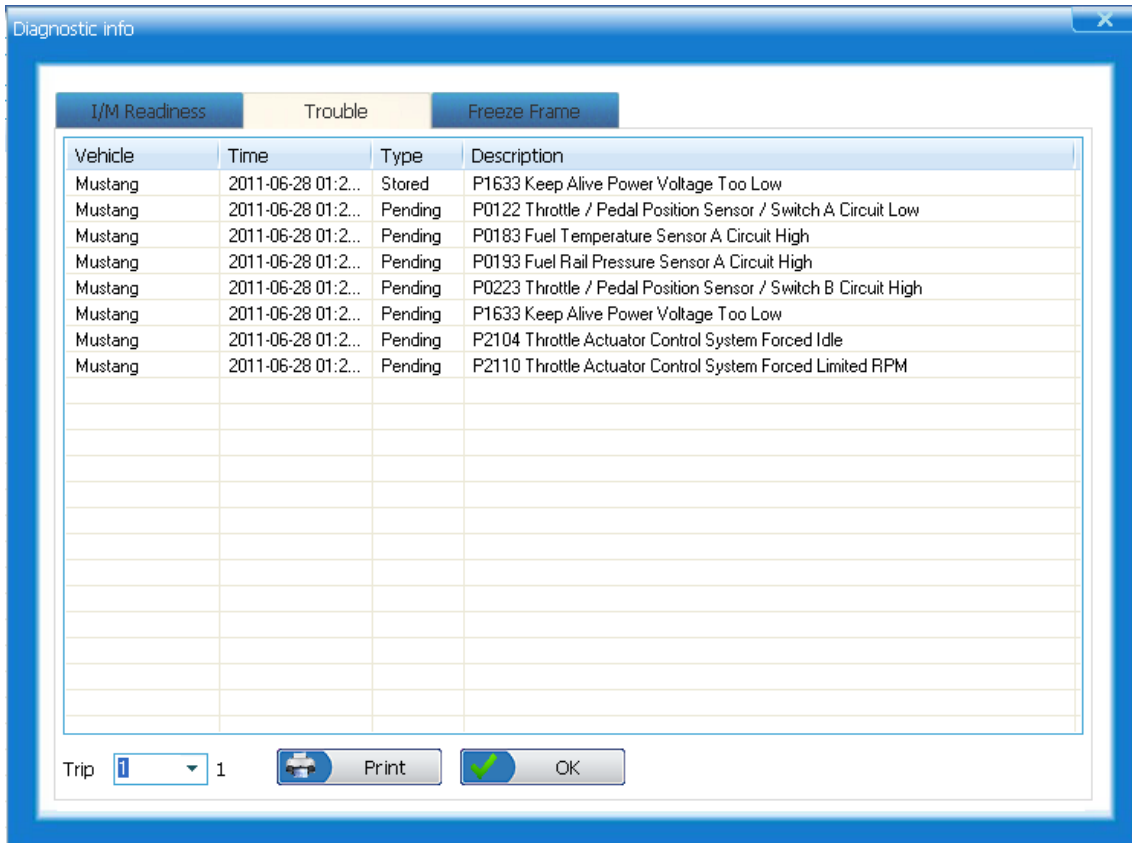 Diagnostic info
I/M Readiness Trouble Freeze Frame
Vehicle Time Type Description
Mustang 2011-06-28 01:2... Stored P1633 Keep Alive Power Voltage Too Low
Mustang 2011-06-28 01:2... Pending P0122 Throttle / Pedal Position Sensor / Switch A Circuit Low
Mustang 2011-06-28 01:2... Pending P0183 Fuel Temperature Sensor A Circuit High
Mustang 2011-06-28 01:2... Pending P0193 Fuel Rail Pressure Sensor A Circuit High
Mustang 2011-06-28 01:2... Pending P0223 Throttle / Pedal Position Sensor / Switch B Circuit High
Mustang 2011-06-28 01:2... Pending P1633 Keep Alive Power Voltage Too Low
Mustang 2011-06-28 01:2... Pending P2104 Throttle Actuator Control System Forced Idle
Mustang 2011-06-28 01:2... Pending P2110 Throttle Actuator Control System Forced Limited RPM
Trip 1 1 Print OK